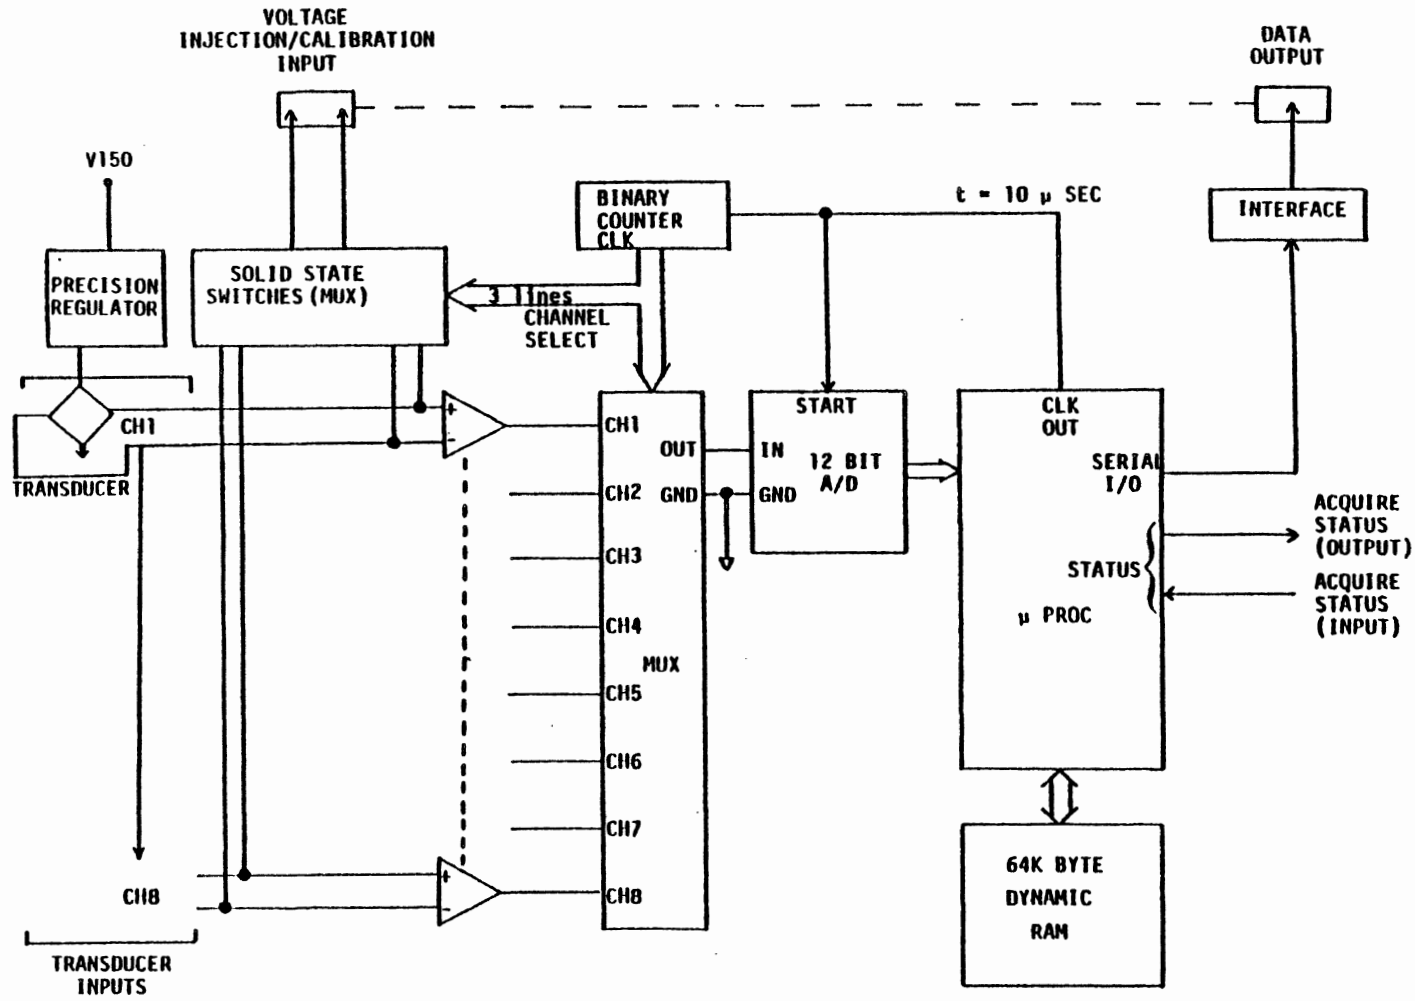 VOLTAGE
INJECTION/CALIBRATION
INPUT
DATA
OUTPUT
V150
BINARY
COUNTER
CLK
t = 10 μ SEC
INTERFACE
PRECISION
REGULATOR
SOLID STATE
SWITCHES (MUX)
3 lines
CHANNEL
SELECT
CH1
TRANSDUCER
CH1
CH2
CH3
CH4
CH5
CH6
CH7
CH8
OUT
GND
MUX
START
IN
GND
12 BIT
A/D
CLK
OUT
SERIAL
I/O
STATUS
μ PROC
ACQUIRE
STATUS
(OUTPUT)
ACQUIRE
STATUS
(INPUT)
+
-
+
-
CH8
TRANSDUCER
INPUTS
64K BYTE
DYNAMIC
RAM